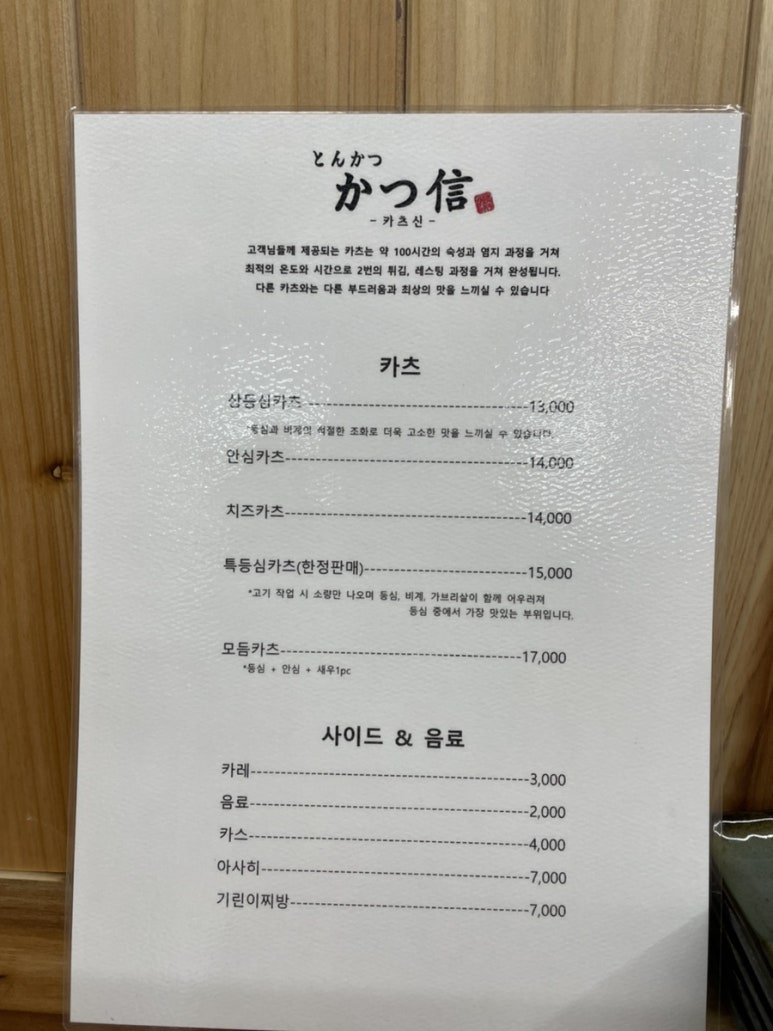 とんかつ
かつ信
-카츠신-
고객님들께 제공되는 카츠는 약 100시간의 숙성과 염지 과정을 거쳐
최적의 온도와 시간으로 2번의 튀김, 레스팅 과정을 거쳐 완성됩니다.
다른 카츠와는 다른 부드러움과 최상의 맛을 느끼실 수 있습니다
카츠
상등심카츠--------------------------------13,000
*등심과 비계의 적절한 조화로 더욱 고소한 맛을 느끼실 수 있습니다.
안심카츠-----------------------------------14,000
치즈카츠-----------------------------------14,000
특등심카츠(한정판매)-----------------------15,000
*고기 작업 시 소량만 나오며 등심, 비계, 가브리살이 함께 어우러져
등심 중에서 가장 맛있는 부위입니다.
모듬카츠-----------------------------------17,000
*등심 + 안심 + 새우1pc
사이드 & 음료
카레----------------------------------------3,000
음료----------------------------------------2,000
카스----------------------------------------4,000
아사히--------------------------------------7,000
기린이찌방----------------------------------7,000